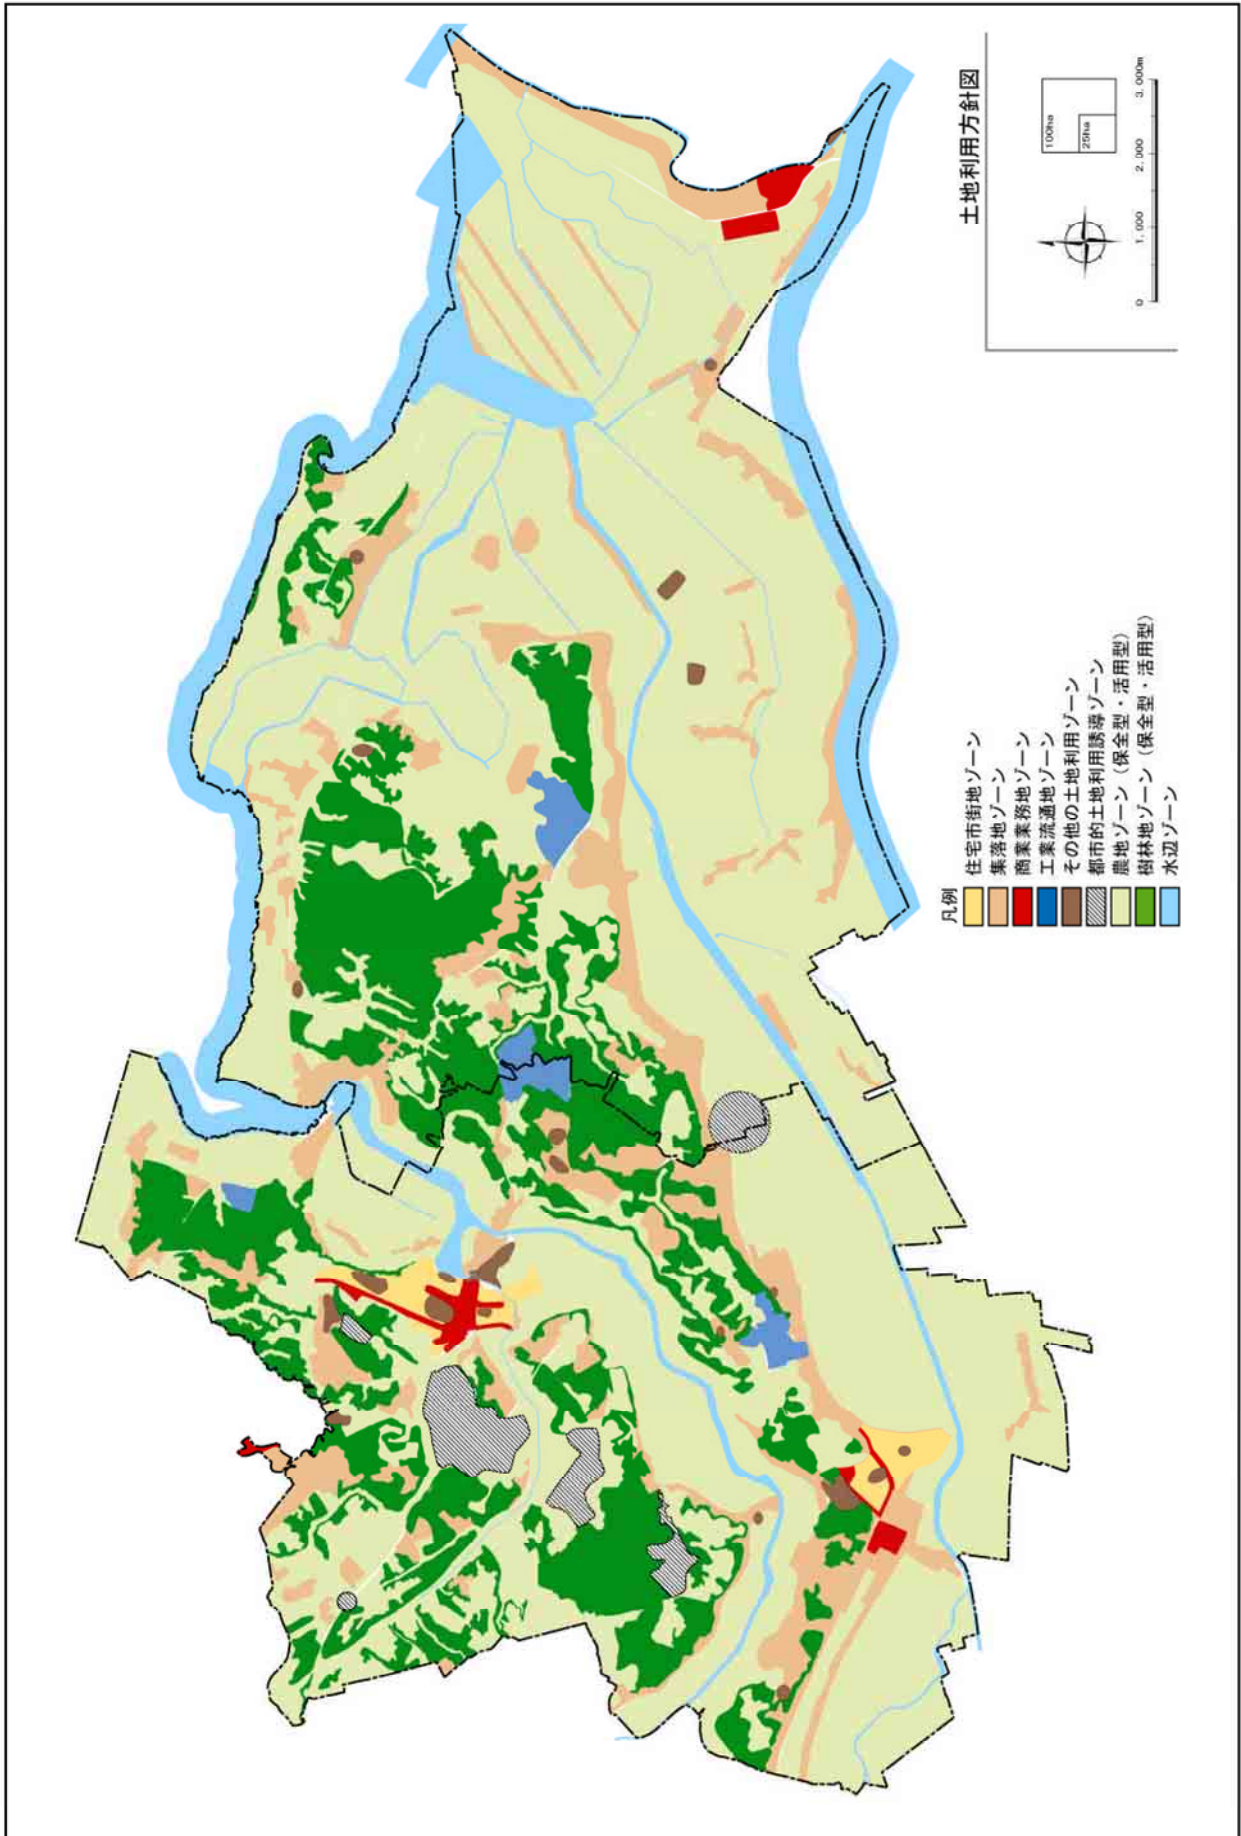 土地利用方針図
100ha
25ha
0 1,000 2,000 3,000m
凡例
住宅市街地ゾーン
集落地ゾーン
商業業務地ゾーン
工業流通地ゾーン
その他の土地利用ゾーン
都市的土地利用誘導ゾーン
農地ゾーン（保全型・活用型）
樹林地ゾーン（保全型・活用型）
水辺ゾーン